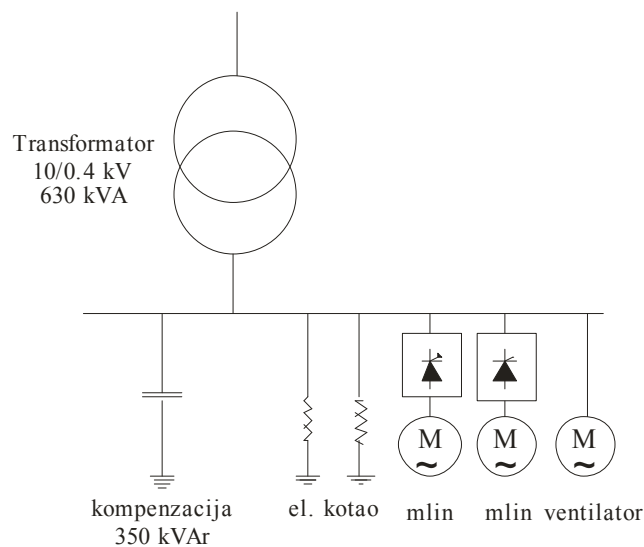 Transformator
10/0.4 kV
630 kVA
M
~
M
~
M
~
kompenzacija
350 kVAr
el. kotao
mlin
mlin
ventilator